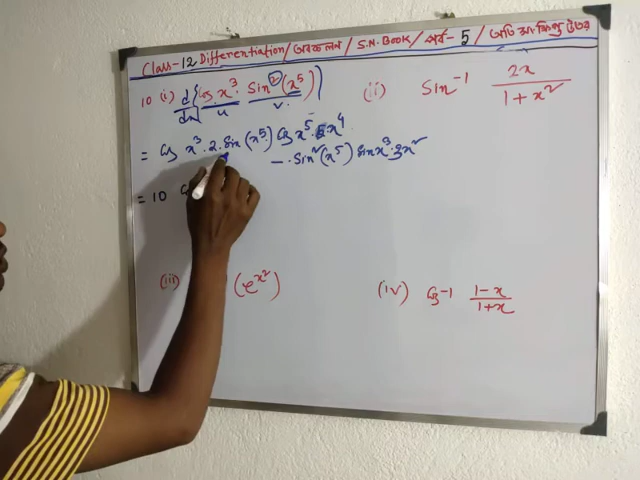 Class-12 Differentiation/অবকলন/S.N. Book/পর্ব-5/অতি সংক্ষিপ্ত উত্তর
10 (i) d/dx {cos x³. sin² (x⁵)}
u v
(ii) sin⁻¹ 2x/(1+x²)
= cos x³. 2. sin (x⁵) cos x⁵. 5x⁴
- . sin² (x⁵) sin x³. 3x²
= 10
(iii) (e^x²)
(iv) cos⁻¹ (1-x)/(1+x)